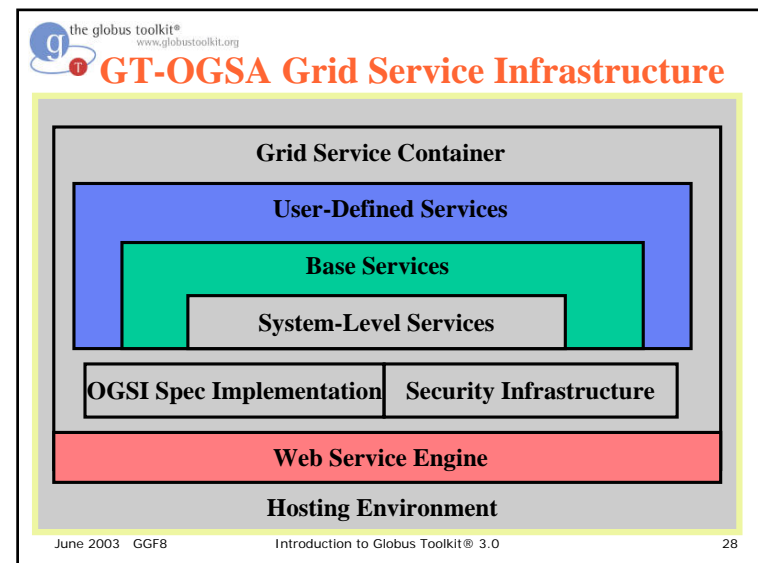 the globus toolkit®
www.globustoolkit.org
g
T
GT-OGSA Grid Service Infrastructure
Grid Service Container
User-Defined Services
Base Services
System-Level Services
OGSI Spec Implementation
Security Infrastructure
Web Service Engine
Hosting Environment
June 2003 GGF8
Introduction to Globus Toolkit® 3.0
28